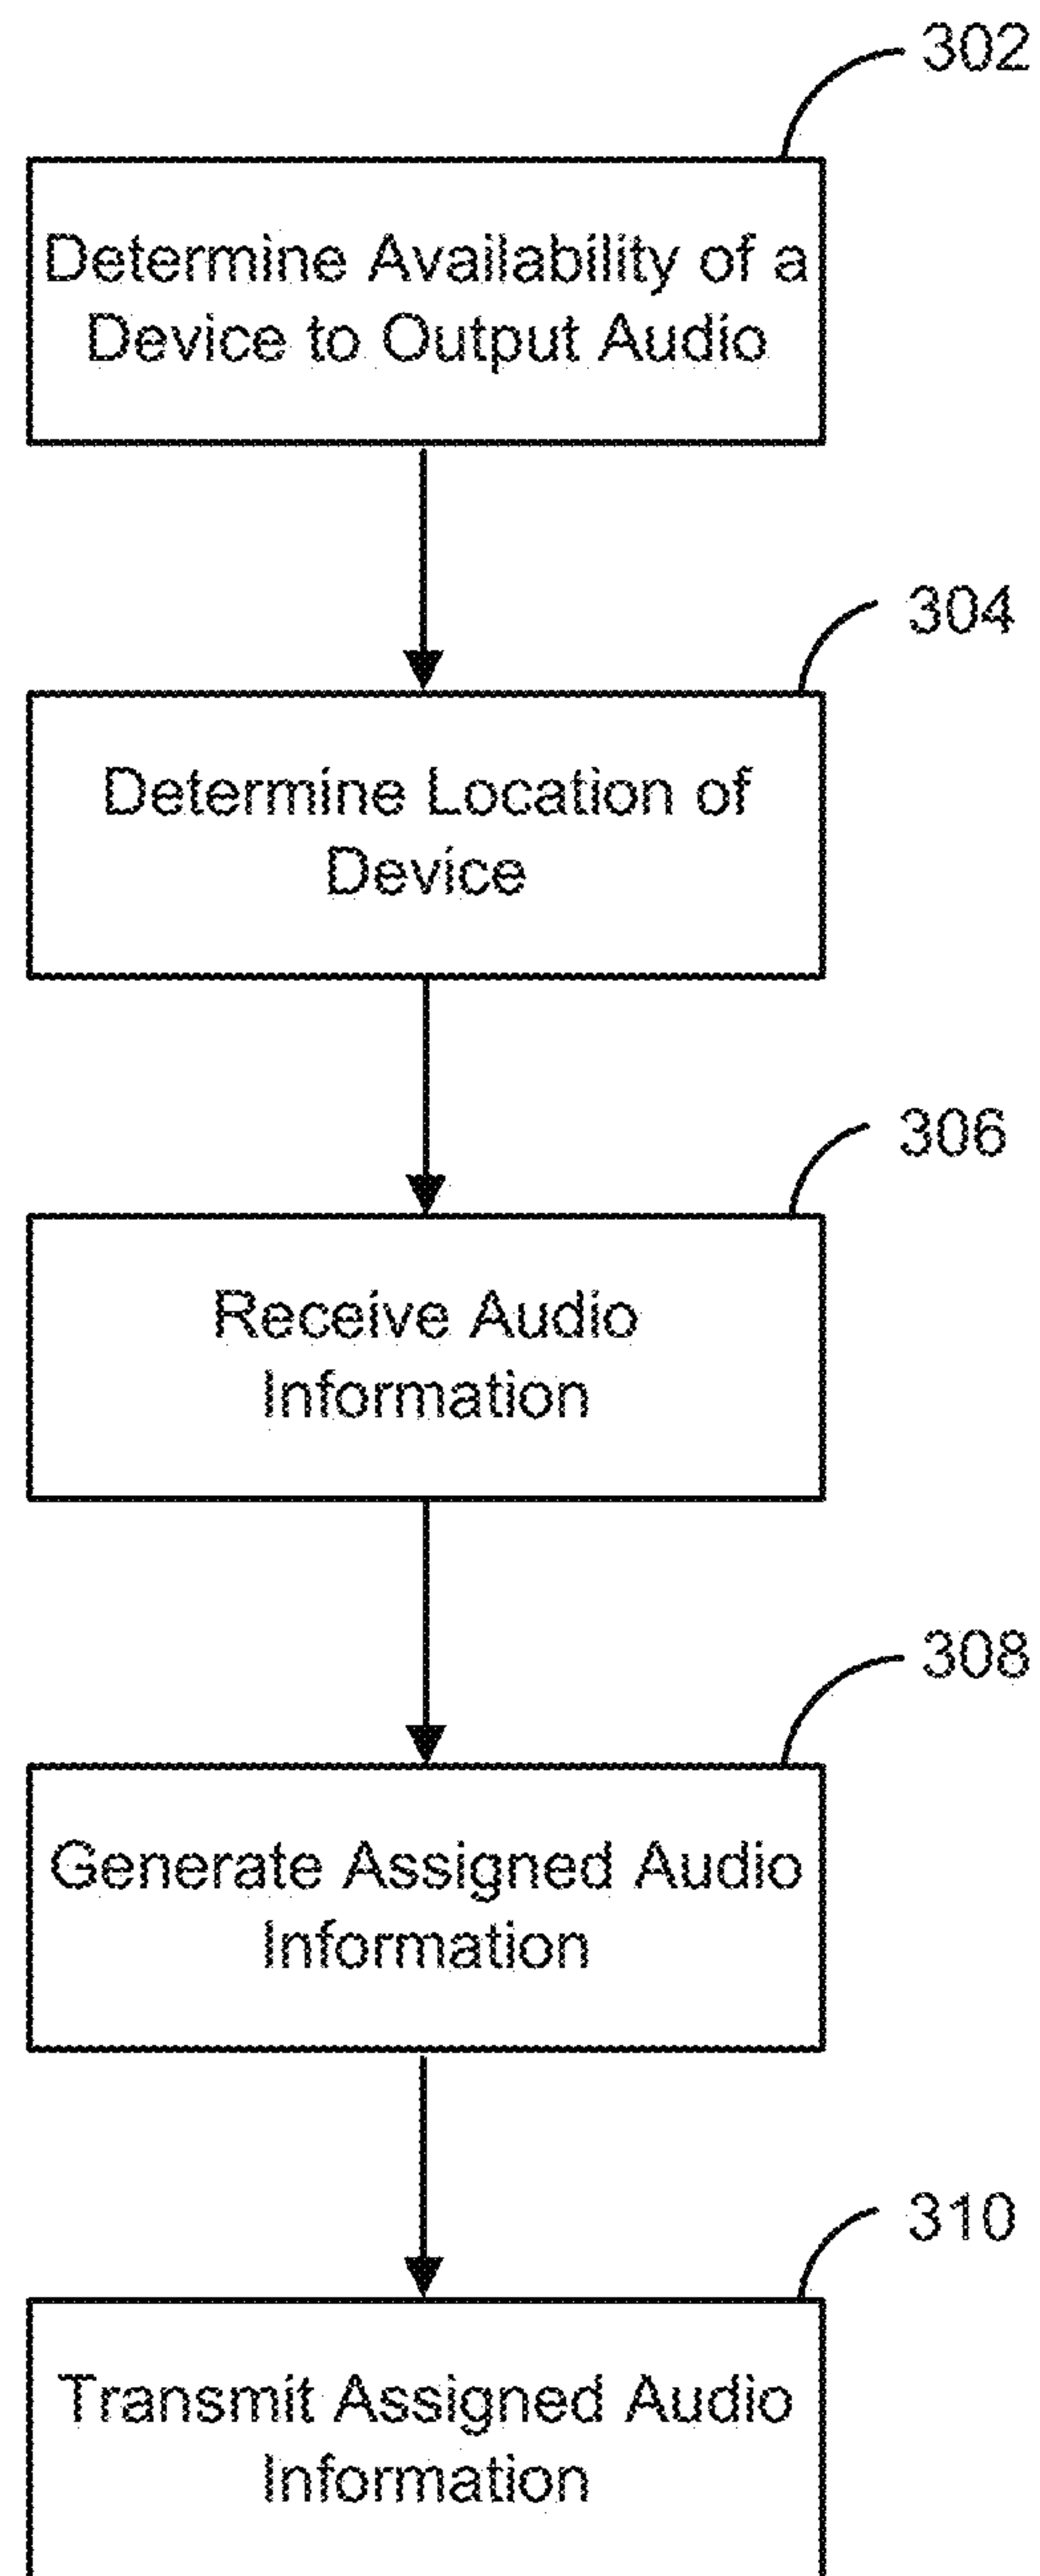 302
Determine Availability of a
Device to Output Audio
304
Determine Location of
Device
306
Receive Audio
Information
308
Generate Assigned Audio
Information
310
Transmit Assigned Audio
Information